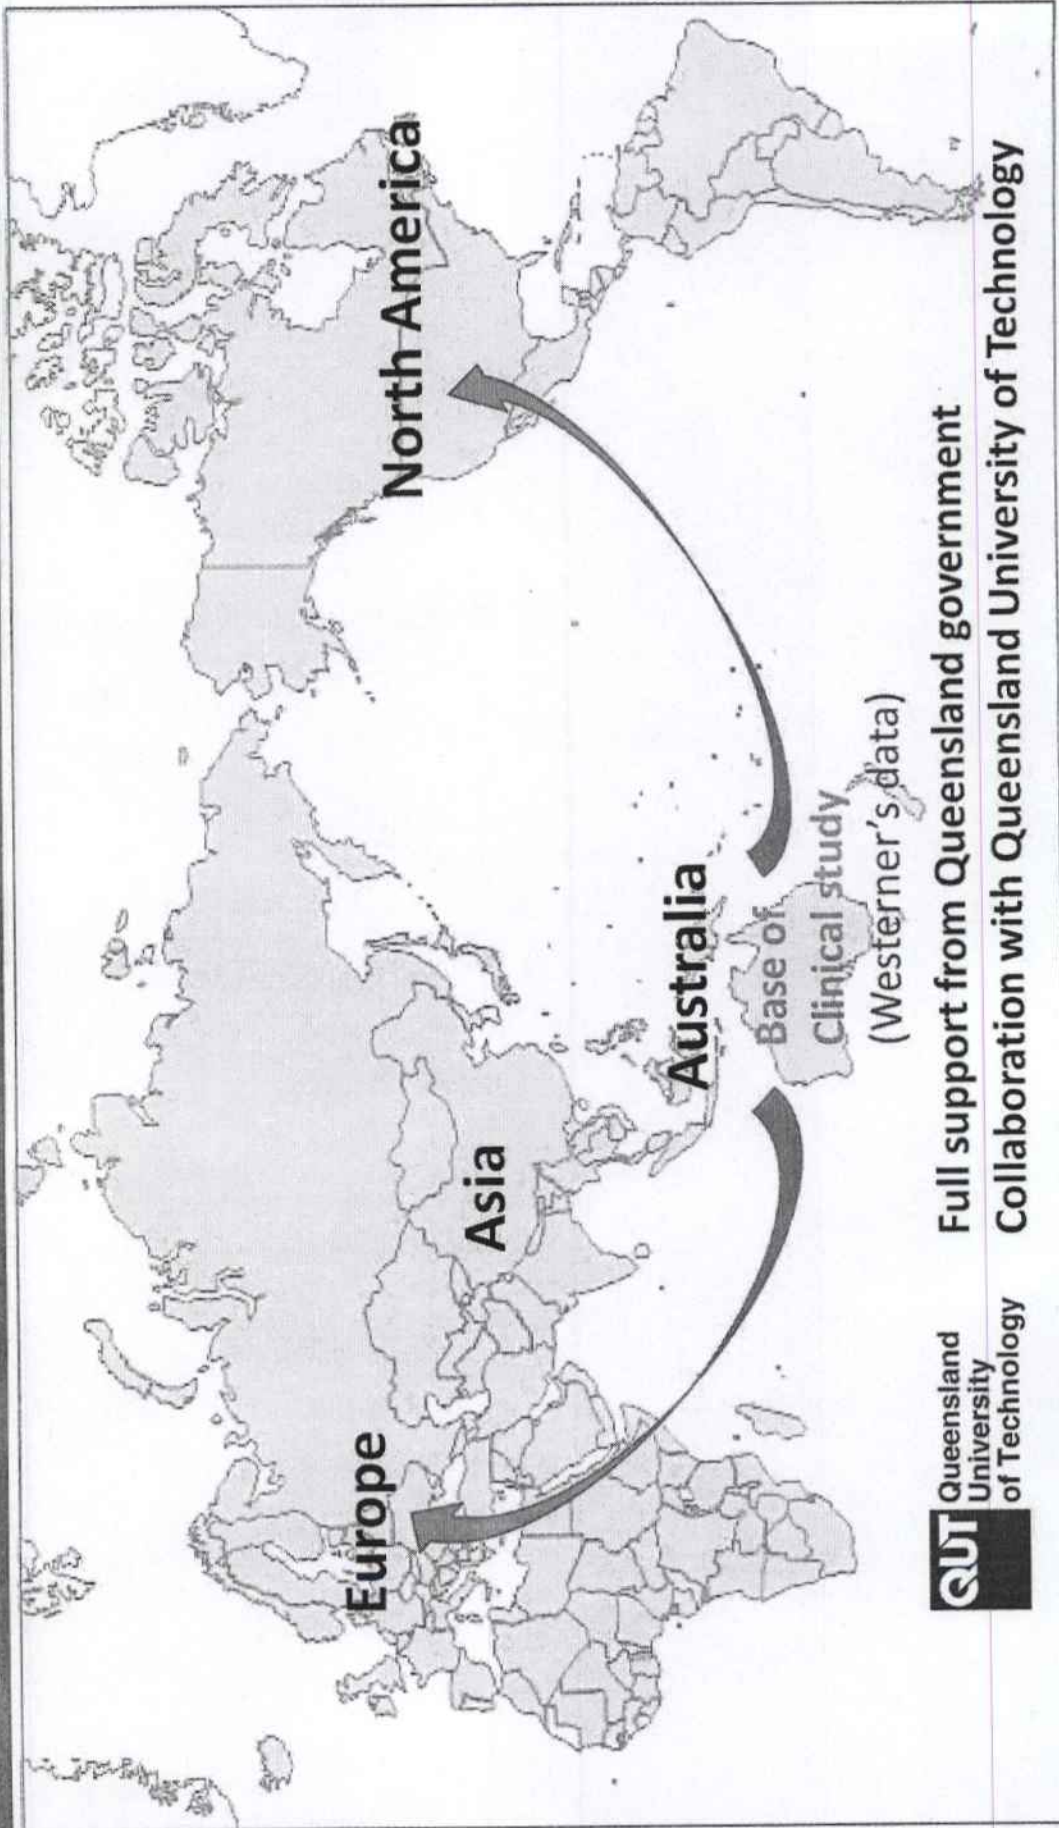 Europe
Asia
North America
Australia
Base of
Clinical study
(Westerner's data)
QUT
Queensland
University
of Technology
Full support from Queensland government
Collaboration with Queensland University of Technology